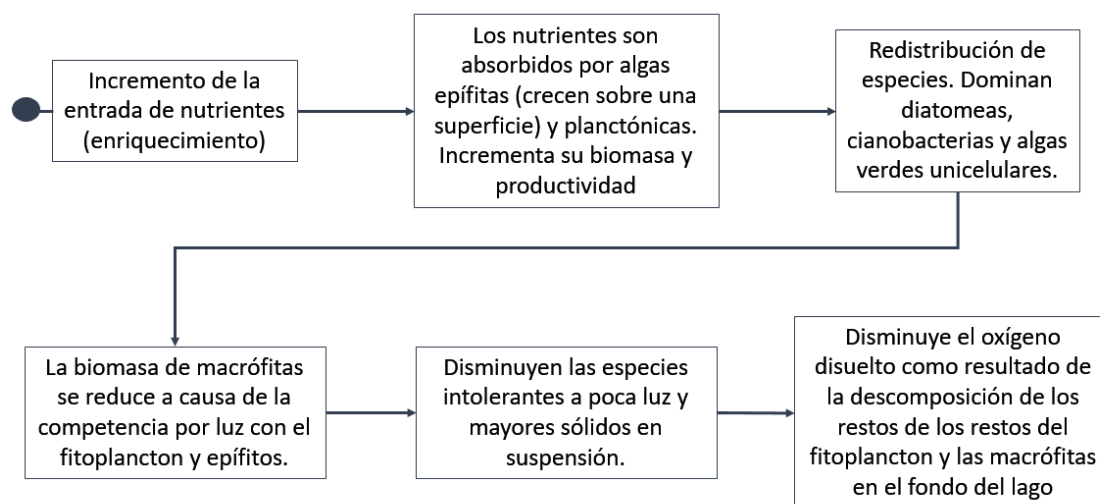 Incremento de la
entrada de nutrientes
(enriquecimiento)
Los nutrientes son
absorbidos por algas
epífitas (crecen sobre una
superficie) y planctónicas.
Incrementa su biomasa y
productividad
Redistribución de
especies. Dominan
diatomeas,
cianobacterias y algas
verdes unicelulares.
La biomasa de macrófitas
se reduce a causa de la
competencia por luz con el
fitoplancton y epífitos.
Disminuyen las especies
intolerantes a poca luz y
mayores sólidos en
suspensión.
Disminuye el oxígeno
disuelto como resultado de
la descomposición de los
restos de los restos del
fitoplancton y las macrófitas
en el fondo del lago